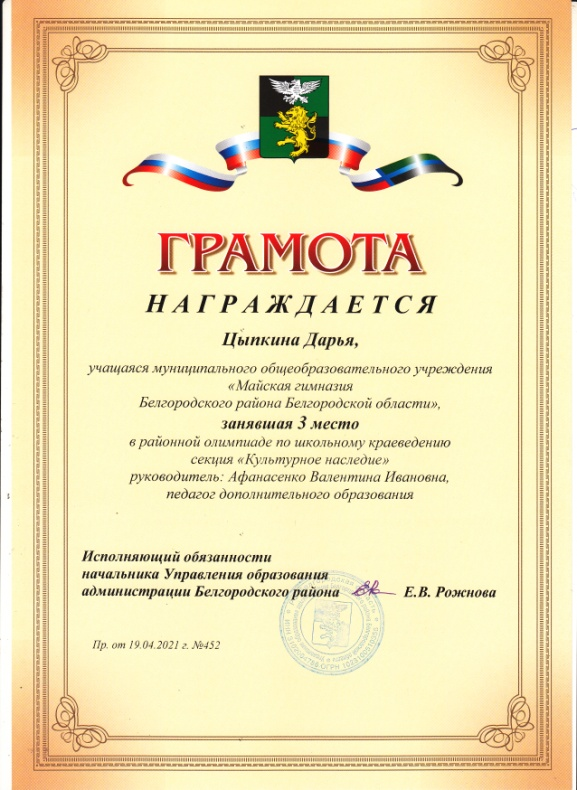 ГРАМОТА
НАГРАЖДАЕТСЯ
Цыпкина Дарья,
учащаяся муниципального общеобразовательного учреждения
«Майская гимназия
Белгородского района Белгородской области»,
занявшая 3 место
в районной олимпиаде по школьному краеведению
секция «Культурное наследие»
руководитель: Афанасенко Валентина Ивановна,
педагог дополнительного образования
Исполняющий обязанности
начальника Управления образования
администрации Белгородского района Е.В. Рожнова
Пр. от 19.04.2021 г. №452